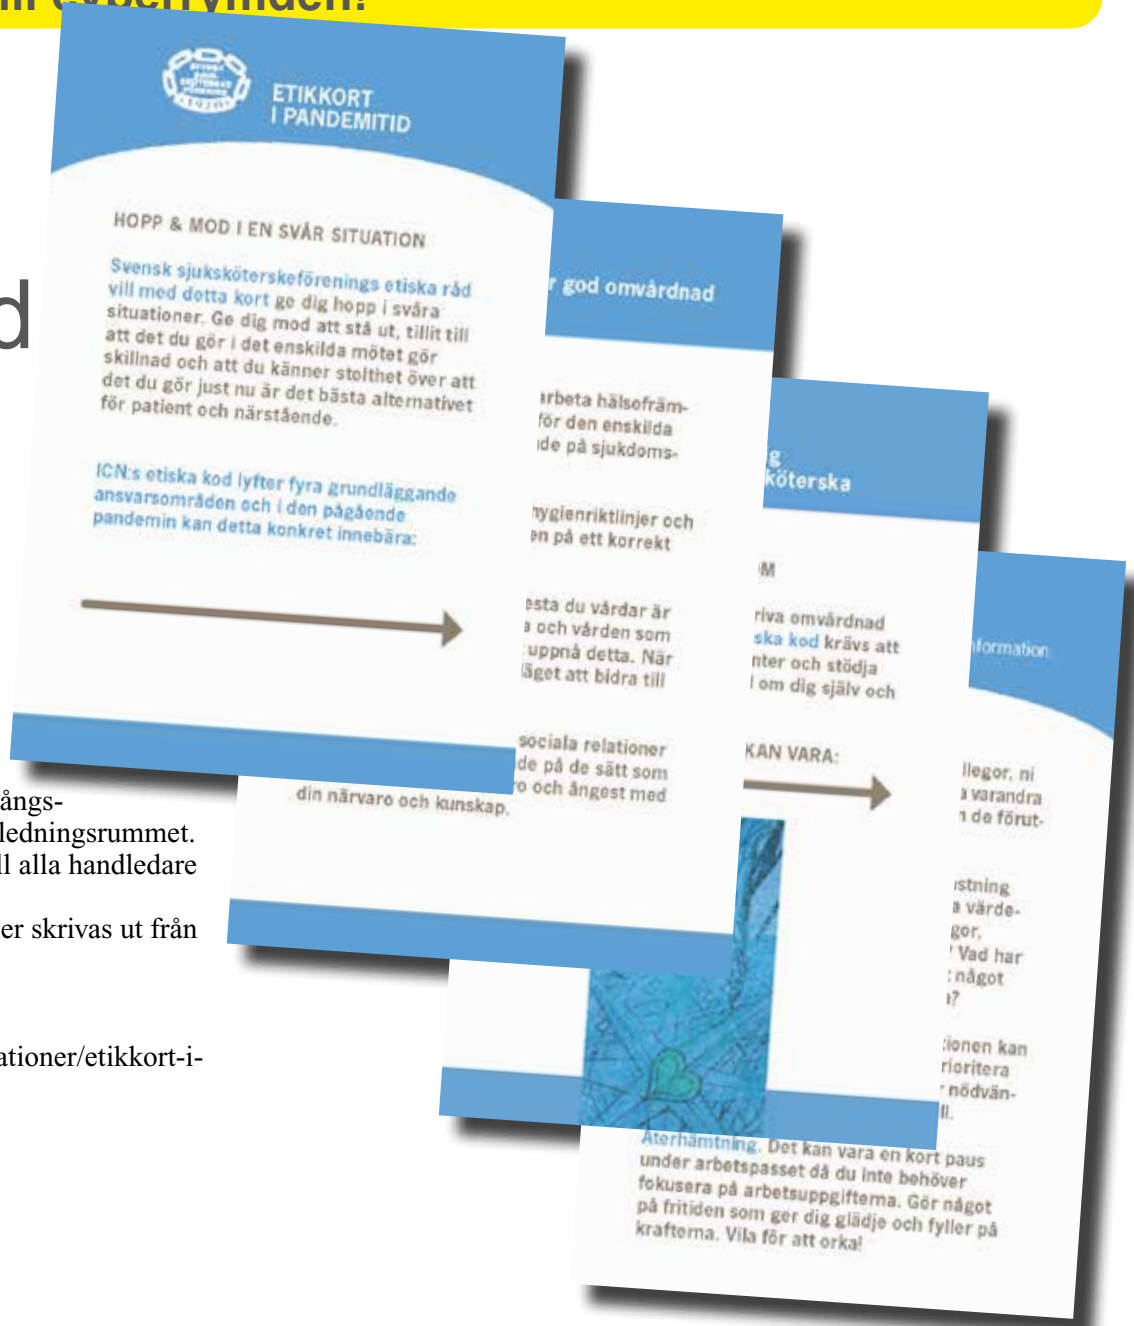 cyberrymden!
ETIKKORT
I PANDEMITID
HOPP & MOD I EN SVÅR SITUATION
Svensk sjuksköterskeförenings etiska råd
vill med detta kort ge dig hopp i svåra
situationer. Ge dig mod att stå ut, tillit till
att det du gör i det enskilda mötet gör
skillnad och att du känner stolthet över att
det du gör just nu är det bästa alternativet
för patient och närstående.
ICN:s etiska kod lyfter fyra grundläggande
ansvarsområden och i den pågående
pandemin kan detta konkret innebära:
d
ångs-
ledningsrummet.
ll alla handledare
er skrivas ut från
ationer/etikkort-i-
r god omvårdnad
arbeta hälsofräm-
för den enskilda
de på sjukdoms-
hygienriktlinjer och
en på ett korrekt
esta du vårdar är
a och vården som
uppnå detta. När
läget att bidra till
sociala relationer
de på de sätt som
o och ångest med
din närvaro och kunskap.
g
köterska
OM
riva omvårdnad
ska kod krävs att
nter och stödja
l om dig själv och
KAN VARA:
nformation
llegor, ni
a varandra
n de förut-
astning
a värde-
gor,
? Vad har
t något
a?
tionen kan
rioritera
r nödvän-
ll.
Återhämtning. Det kan vara en kort paus
under arbetspasset då du inte behöver
fokusera på arbetsuppgifterna. Gör något
på fritiden som ger dig glädje och fyller på
krafterna. Vila för att orka!